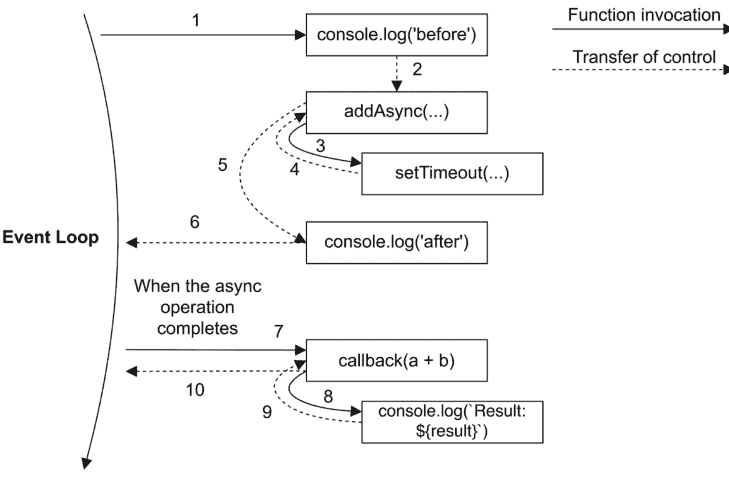 1
console.log('before')
Function invocation
2
Transfer of control
addAsync(...)
3
4
5
setTimeout(...)
6
Event Loop
console.log('after')
When the async
operation
completes
7
callback(a + b)
10
8
9
console.log(`Result:
${result}`)